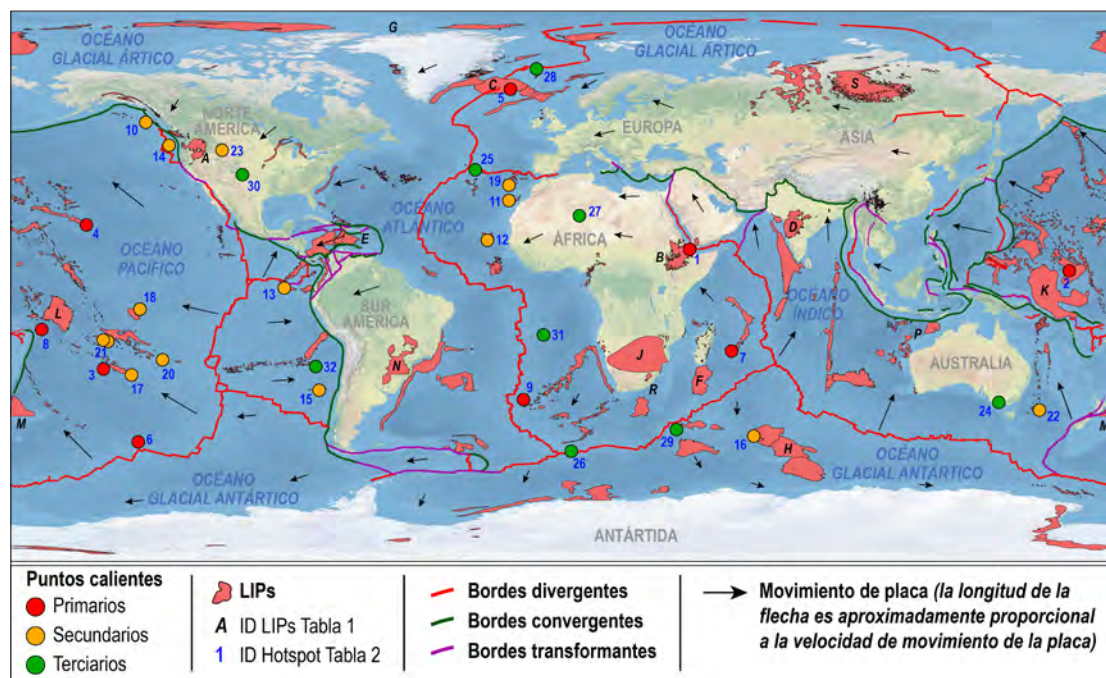 G
OCÉANO
GLACIAL ÁRTICO
OCÉANO
GLACIAL ÁRTICO
28
C
5
S
10
NORTE
AMÉRICA
EUROPA
ASIA
14
A
23
30
25
19
11
OCÉANO
ATLÁNTICO
27
ÁFRICA
4
E
12
B
1
D
2
K
OCÉANO
PACÍFICO
13
18
L
8
SUR
AMÉRICA
31
OCÉANO
ÍNDICO
P
21
3
17
20
32
15
N
J
7
AUSTRALIA
R
F
9
M
24
22
M
6
29
16
H
26
OCÉANO
GLACIAL ANTÁRTICO
OCÉANO
GLACIAL ANTÁRTICO
ANTÁRTIDA
Puntos calientes
Primarios
Secundarios
Terciarios
LIPs
A ID LIPs Tabla 1
1 ID Hotspot Tabla 2
Bordes divergentes
Bordes convergentes
Bordes transformantes
Movimiento de placa (la longitud de la
flecha es aproximadamente proporcional
a la velocidad de movimiento de la placa)